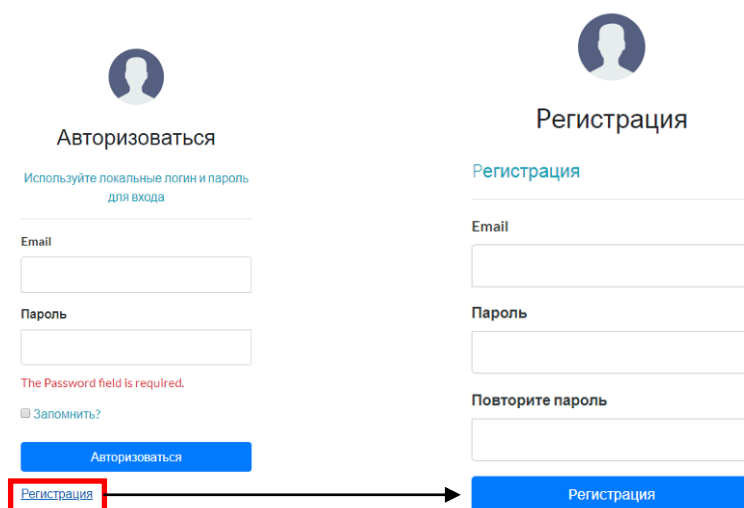 Авторизоваться
Используйте локальные логин и пароль
для входа
Email
Пароль
The Password field is required.
Запомнить?
Авторизоваться
Регистрация
Регистрация
Регистрация
Email
Пароль
Повторите пароль
Регистрация